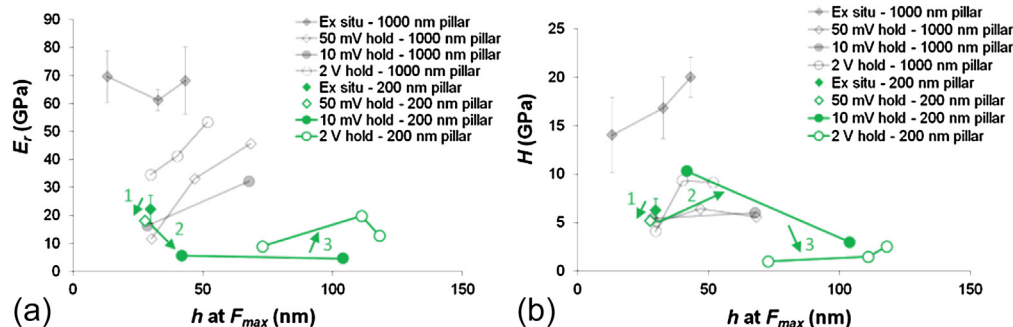 Ex situ - 1000 nm pillar
50 mV hold - 1000 nm pillar
10 mV hold - 1000 nm pillar
2 V hold - 1000 nm pillar
Ex situ - 200 nm pillar
50 mV hold - 200 nm pillar
10 mV hold - 200 nm pillar
2 V hold - 200 nm pillar
90
80
70
60
50
40
30
20
10
0
Er (GPa)
1
2
3
0
50
100
150
h at Fmax (nm)
(a)
Ex situ - 1000 nm pillar
50 mV hold - 1000 nm pillar
10 mV hold - 1000 nm pillar
2 V hold - 1000 nm pillar
Ex situ - 200 nm pillar
50 mV hold - 200 nm pillar
10 mV hold - 200 nm pillar
2 V hold - 200 nm pillar
25
20
15
10
5
0
H (GPa)
1
2
3
0
50
100
150
h at Fmax (nm)
(b)